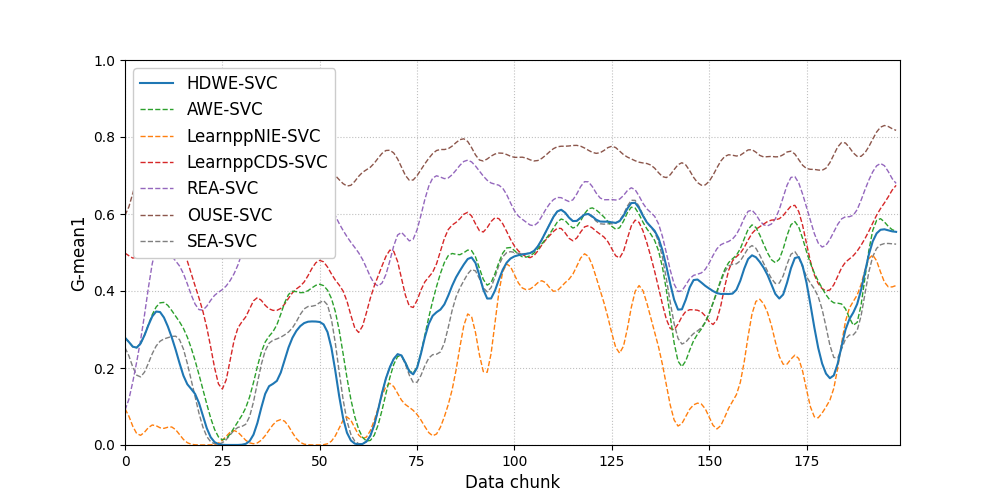 1.0
0.8
0.6
0.4
0.2
0.0
G-mean1
HDWE-SVC
AWE-SVC
LearnppNIE-SVC
LearnppCDS-SVC
REA-SVC
OUSE-SVC
SEA-SVC
0 25 50 75 100 125 150 175
Data chunk